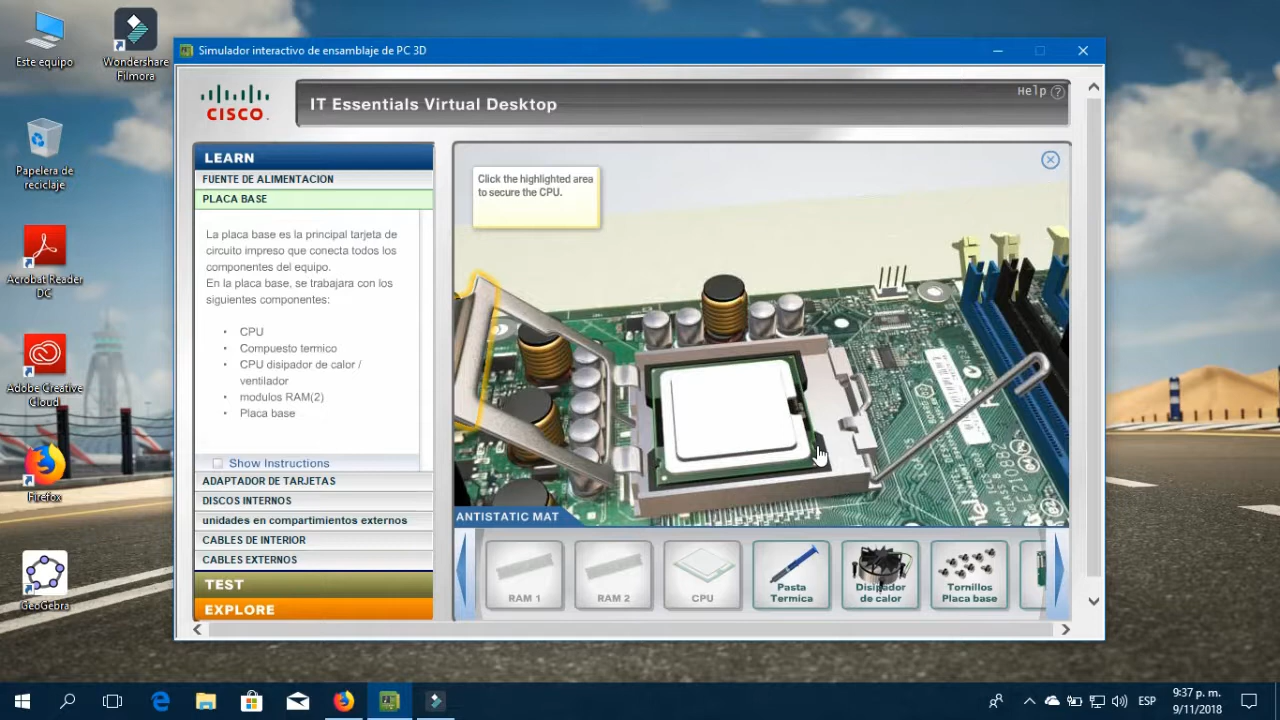 Este equipo
Wondershare
Filmora
Papelera de
reciclaje
Acrobat Reader
DC
Adobe Creative
Cloud
Firefox
GeoGebra
Simulador interactivo de ensamblaje de PC 3D
CISCO
IT Essentials Virtual Desktop
Help ?
LEARN
FUENTE DE ALIMENTACION
PLACA BASE
La placa base es la principal tarjeta de
circuito impreso que conecta todos los
componentes del equipo.
En la placa base, se trabajara con los
siguientes componentes:
• CPU
• Compuesto termico
• CPU disipador de calor /
ventilador
• modulos RAM(2)
• Placa base
Show Instructions
ADAPTADOR DE TARJETAS
DISCOS INTERNOS
unidades en compartimientos externos
CABLES DE INTERIOR
CABLES EXTERNOS
TEST
EXPLORE
Click the highlighted area
to secure the CPU.
ANTISTATIC MAT
RAM 1
RAM 2
CPU
Pasta
Termica
Disipador
de calor
Tornillos
Placa base
ESP
9:37 p. m.
9/11/2018